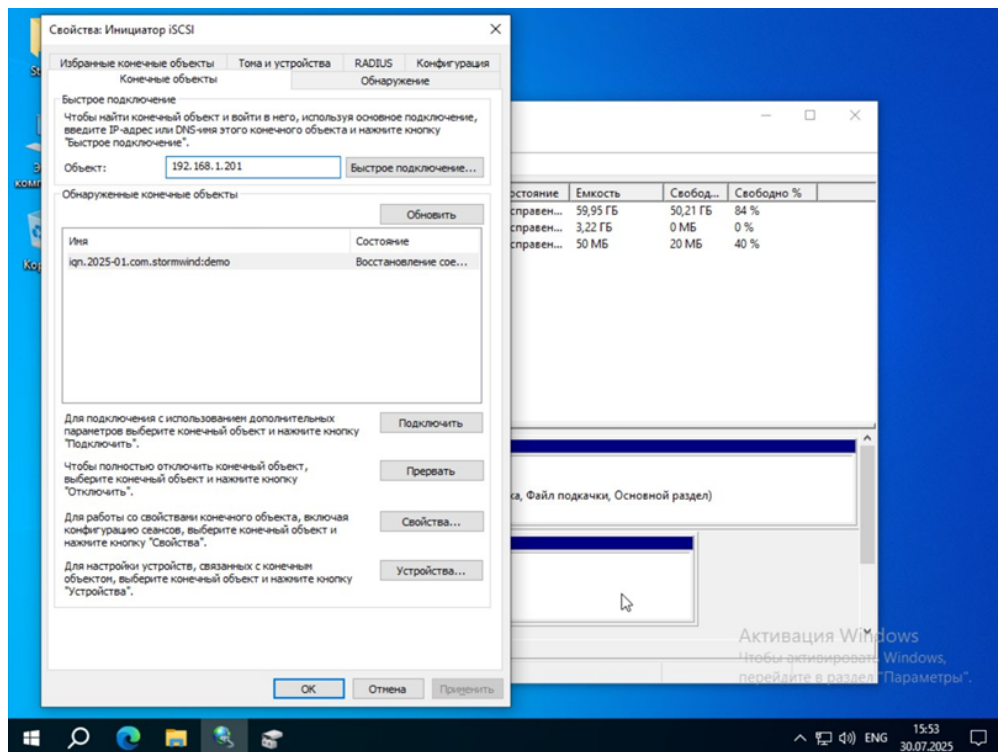 Свойства: Инициатор iSCSI
Избранные конечные объекты Тома и устройства RADIUS Конфигурация
Конечные объекты Обнаружение
Быстрое подключение
Чтобы найти конечный объект и войти в него, используя основное подключение,
введите IP-адрес или DNS-имя этого конечного объекта и нажмите кнопку
"Быстрое подключение".
Объект: 192.168.1.201 Быстрое подключение...
Обнаруженные конечные объекты
Обновить
Имя Состояние
iqn.2025-01.com.stormwind:demo Восстановление сое...
Для подключения с использованием дополнительных
параметров выберите конечный объект и нажмите кнопку
"Подключить".
Подключить
Чтобы полностью отключить конечный объект,
выберите конечный объект и нажмите кнопку
"Отключить".
Прервать
Для работы со свойствами конечного объекта, включая
конфигурацию сеансов, выберите конечный объект и
нажмите кнопку "Свойства".
Свойства...
Для настройки устройств, связанных с конечным
объектом, выберите конечный объект и нажмите кнопку
"Устройства".
Устройства...
ОК Отмена Применить
остояние Емкость Свобод... Свободно %
справен... 59,95 ГБ 50,21 ГБ 84 %
справен... 3,22 ГБ 0 МБ 0 %
справен... 50 МБ 20 МБ 40 %
ка, Файл подкачки, Основной раздел)
Активация Windows
Чтобы активировать Windows,
перейдите в раздел "Параметры".
ENG
15:53
30.07.2025